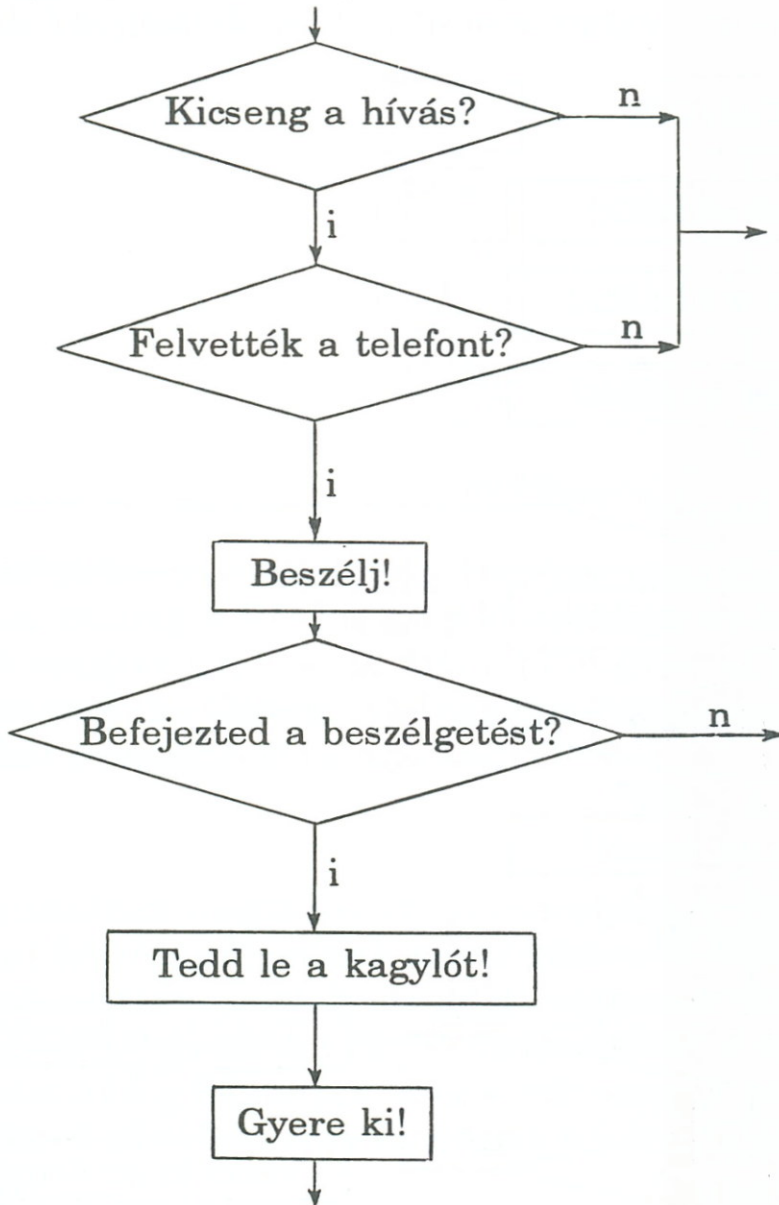 Kicseng a hívás?
n
i
Felvették a telefont?
n
i
Beszélj!
Befejezted a beszélgetést?
n
i
Tedd le a kagylót!
Gyere ki!